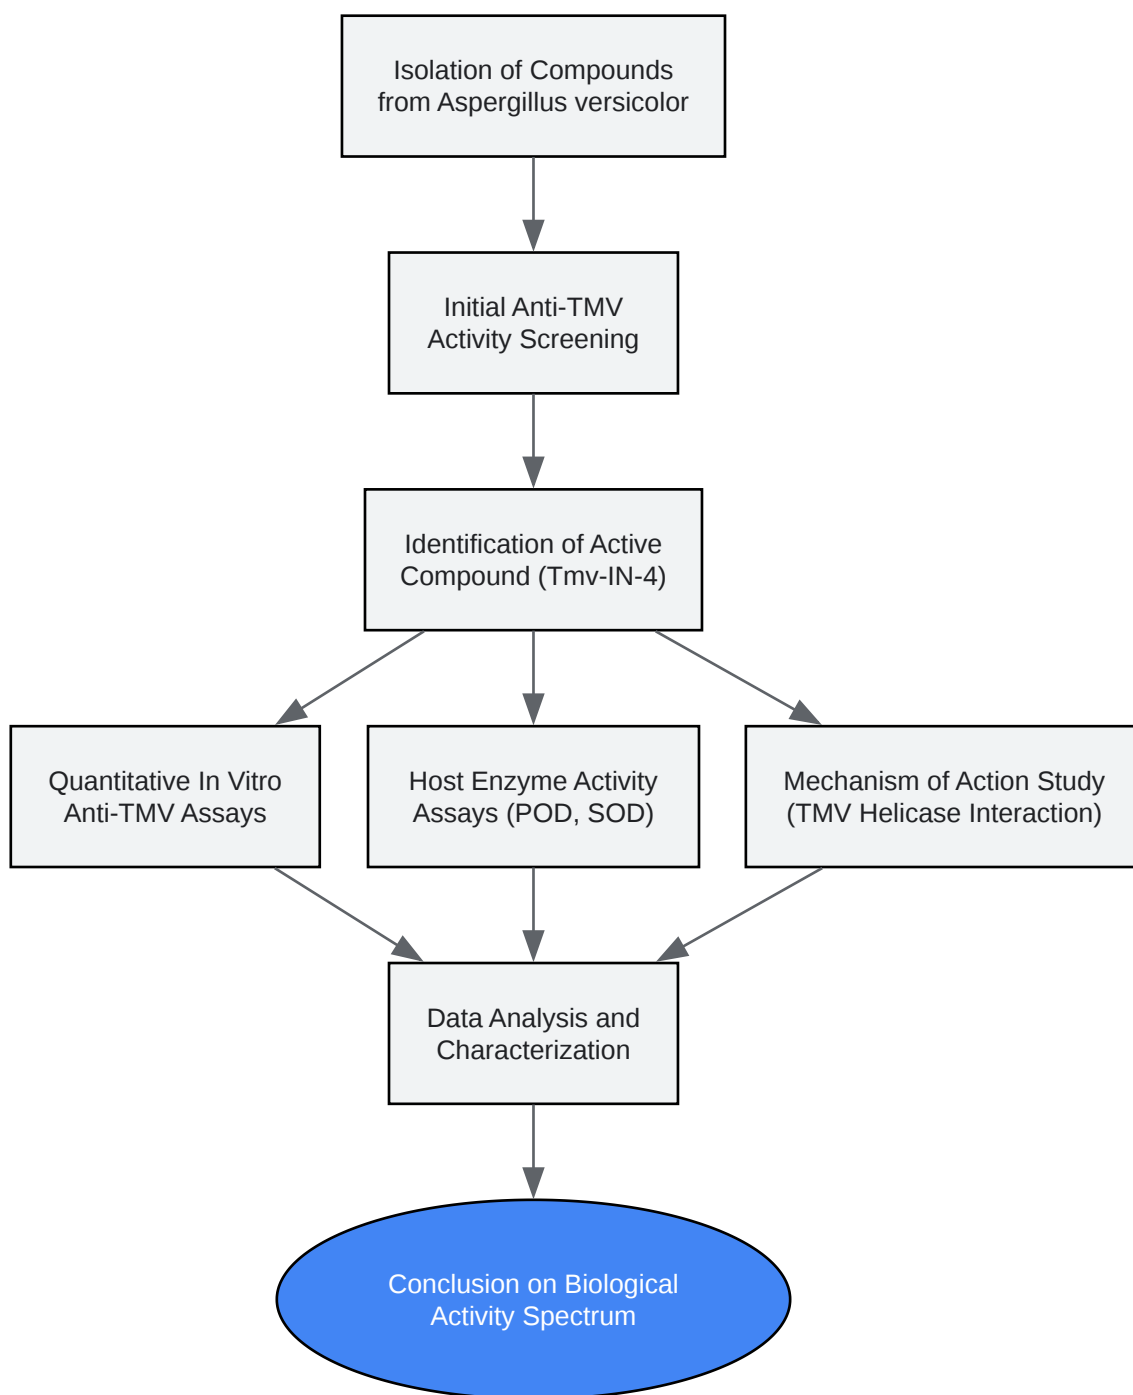 Isolation of Compounds
from Aspergillus versicolor
Initial Anti-TMV
Activity Screening
Identification of Active
Compound (Tmv-IN-4)
Quantitative In Vitro
Anti-TMV Assays
Host Enzyme Activity
Assays (POD, SOD)
Mechanism of Action Study
(TMV Helicase Interaction)
Data Analysis and
Characterization
Conclusion on Biological
Activity Spectrum